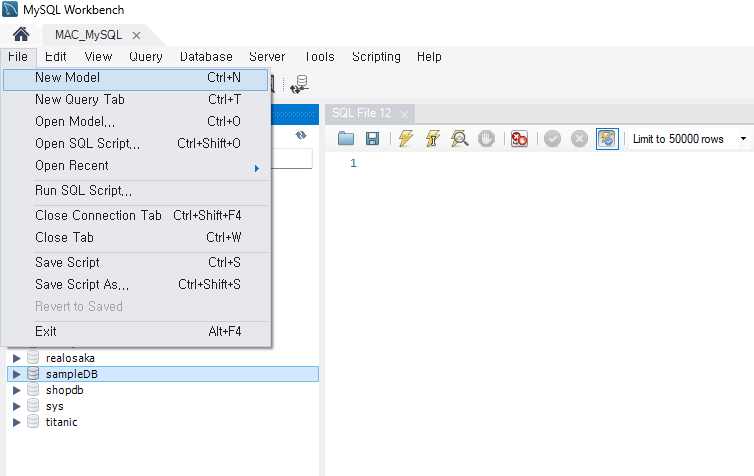 MySQL Workbench
MAC_MySQL
File Edit View Query Database Server Tools Scripting Help
New Model Ctrl+N
New Query Tab Ctrl+T
Open Model... Ctrl+O
Open SQL Script... Ctrl+Shift+O
Open Recent
Run SQL Script...
Close Connection Tab Ctrl+Shift+F4
Close Tab Ctrl+W
Save Script Ctrl+S
Save Script As... Ctrl+Shift+S
Revert to Saved
Exit Alt+F4
realosaka
sampleDB
shopdb
sys
titanic
SQL File 12
Limit to 50000 rows
1